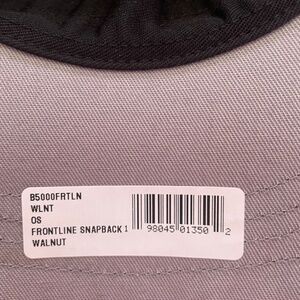 B5000FRTLN
WLNT
OS
FRONTLINE SNAPBACK
WALNUT
1 98045 01350 2